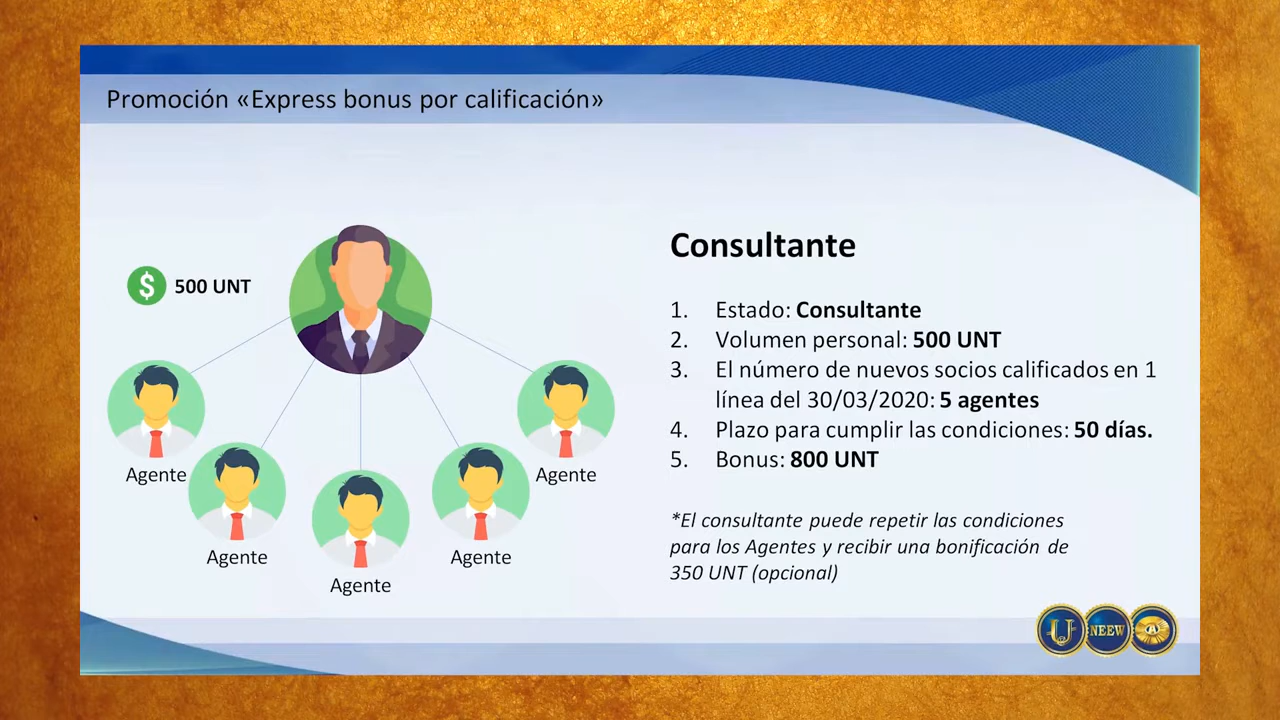 Promoción «Express bonus por calificación»
$ 500 UNT
Agente
Agente
Agente
Agente
Agente
Consultante
1. Estado: Consultante
2. Volumen personal: 500 UNT
3. El número de nuevos socios calificados en 1
línea del 30/03/2020: 5 agentes
4. Plazo para cumplir las condiciones: 50 días.
5. Bonus: 800 UNT
*El consultante puede repetir las condiciones
para los Agentes y recibir una bonificación de
350 UNT (opcional)
U
NEEW